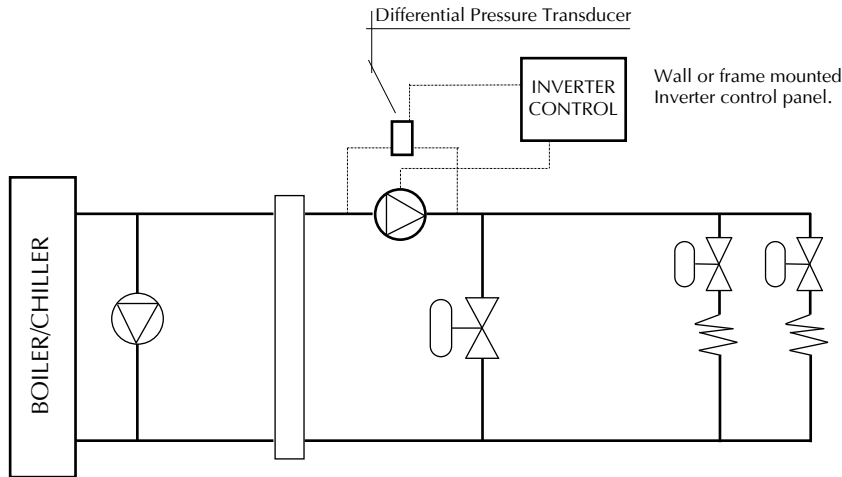 Differential Pressure Transducer
INVERTER
CONTROL
Wall or frame mounted
Inverter control panel.
BOILER/CHILLER